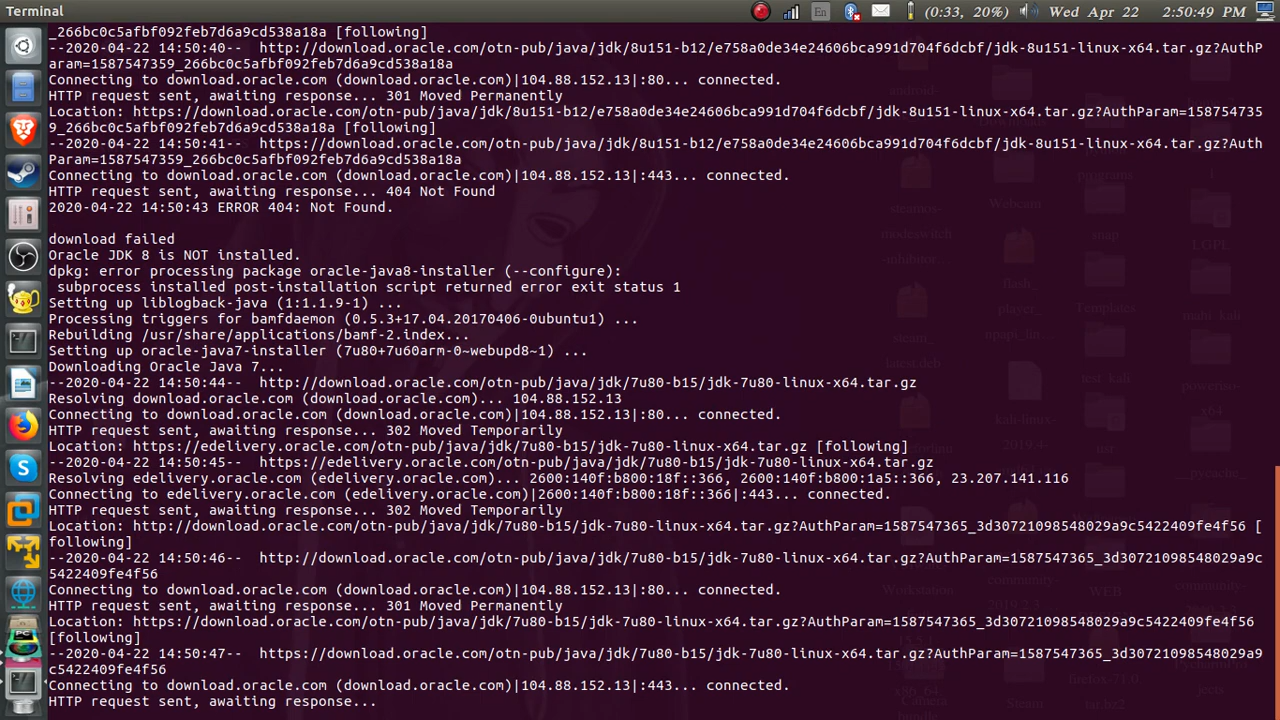 Terminal
En
(0:33, 20%)
Wed Apr 22
2:50:49 PM
_266bc0c5afbf092feb7d6a9cd538a18a [following]
--2020-04-22 14:50:40--  http://download.oracle.com/otn-pub/java/jdk/8u151-b12/e758a0de34e24606bca991d704f6dcbf/jdk-8u151-linux-x64.tar.gz?AuthP
aram=1587547359_266bc0c5afbf092feb7d6a9cd538a18a
Connecting to download.oracle.com (download.oracle.com)|104.88.152.13|:80... connected.
HTTP request sent, awaiting response... 301 Moved Permanently
Location: https://download.oracle.com/otn-pub/java/jdk/8u151-b12/e758a0de34e24606bca991d704f6dcbf/jdk-8u151-linux-x64.tar.gz?AuthParam=158754735
9_266bc0c5afbf092feb7d6a9cd538a18a [following]
--2020-04-22 14:50:41--  https://download.oracle.com/otn-pub/java/jdk/8u151-b12/e758a0de34e24606bca991d704f6dcbf/jdk-8u151-linux-x64.tar.gz?Auth
Param=1587547359_266bc0c5afbf092feb7d6a9cd538a18a
Connecting to download.oracle.com (download.oracle.com)|104.88.152.13|:443... connected.
HTTP request sent, awaiting response... 404 Not Found
2020-04-22 14:50:43 ERROR 404: Not Found.
download failed
Oracle JDK 8 is NOT installed.
dpkg: error processing package oracle-java8-installer (--configure):
 subprocess installed post-installation script returned error exit status 1
Setting up liblogback-java (1:1.1.9-1) ...
Processing triggers for bamfdaemon (0.5.3+17.04.20170406-0ubuntu1) ...
Rebuilding /usr/share/applications/bamf-2.index...
Setting up oracle-java7-installer (7u80+7u60arm-0~webupd8~1) ...
Downloading Oracle Java 7...
--2020-04-22 14:50:44--  http://download.oracle.com/otn-pub/java/jdk/7u80-b15/jdk-7u80-linux-x64.tar.gz
Resolving download.oracle.com (download.oracle.com)... 104.88.152.13
Connecting to download.oracle.com (download.oracle.com)|104.88.152.13|:80... connected.
HTTP request sent, awaiting response... 302 Moved Temporarily
Location: https://edelivery.oracle.com/otn-pub/java/jdk/7u80-b15/jdk-7u80-linux-x64.tar.gz [following]
--2020-04-22 14:50:45--  https://edelivery.oracle.com/otn-pub/java/jdk/7u80-b15/jdk-7u80-linux-x64.tar.gz
Resolving edelivery.oracle.com (edelivery.oracle.com)... 2600:140f:b800:18f::366, 2600:140f:b800:1a5::366, 23.207.141.116
Connecting to edelivery.oracle.com (edelivery.oracle.com)|2600:140f:b800:18f::366|:443... connected.
HTTP request sent, awaiting response... 302 Moved Temporarily
Location: http://download.oracle.com/otn-pub/java/jdk/7u80-b15/jdk-7u80-linux-x64.tar.gz?AuthParam=1587547365_3d30721098548029a9c5422409fe4f56 [
following]
--2020-04-22 14:50:46--  http://download.oracle.com/otn-pub/java/jdk/7u80-b15/jdk-7u80-linux-x64.tar.gz?AuthParam=1587547365_3d30721098548029a9c
5422409fe4f56
Connecting to download.oracle.com (download.oracle.com)|104.88.152.13|:80... connected.
HTTP request sent, awaiting response... 301 Moved Permanently
Location: https://download.oracle.com/otn-pub/java/jdk/7u80-b15/jdk-7u80-linux-x64.tar.gz?AuthParam=1587547365_3d30721098548029a9c5422409fe4f56
[following]
--2020-04-22 14:50:47--  https://download.oracle.com/otn-pub/java/jdk/7u80-b15/jdk-7u80-linux-x64.tar.gz?AuthParam=1587547365_3d30721098548029a9
c5422409fe4f56
Connecting to download.oracle.com (download.oracle.com)|104.88.152.13|:443... connected.
HTTP request sent, awaiting response...